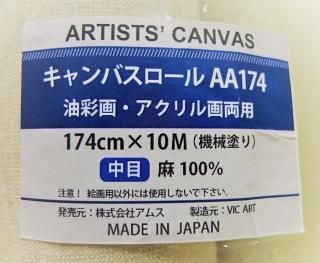 ARTISTS' CANVAS
キャンバスロール AA174
油彩画・アクリル画両用
174cm×10M（機械塗り）
中目 麻 100%
注意！ 絵画用以外には使用しないで下さい。
発売元：株式会社アムス 製造元：VIC ART
MADE IN JAPAN